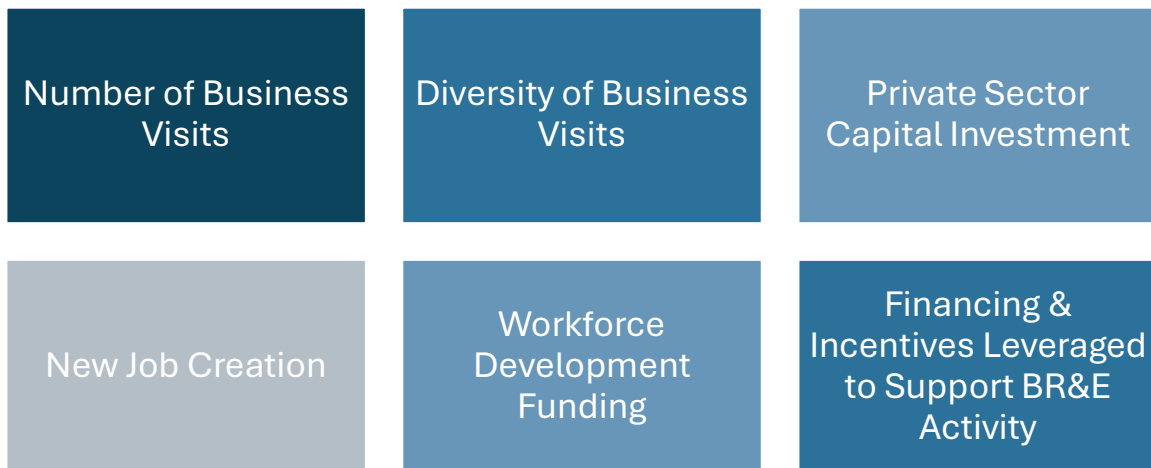 Number of Business
Visits
Diversity of Business
Visits
Private Sector
Capital Investment
New Job Creation
Workforce
Development
Funding
Financing &
Incentives Leveraged
to Support BR&E
Activity